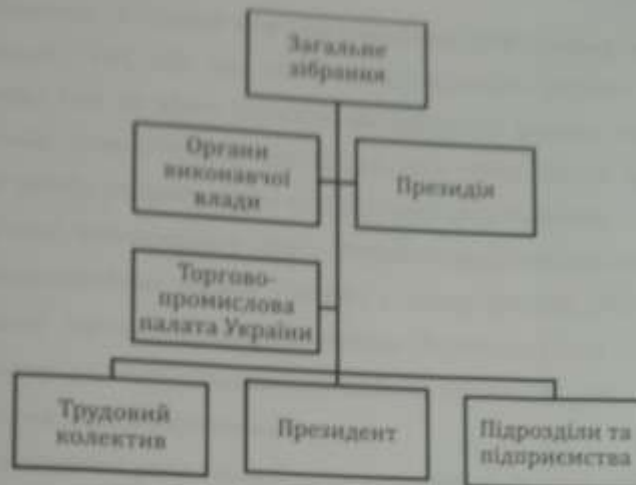 Загальне
зібрання
Органи
виконавчої
влади
Президія
Торгово-
промислова
палата України
Трудовий
колектив
Президент
Підрозділи та
підприємства